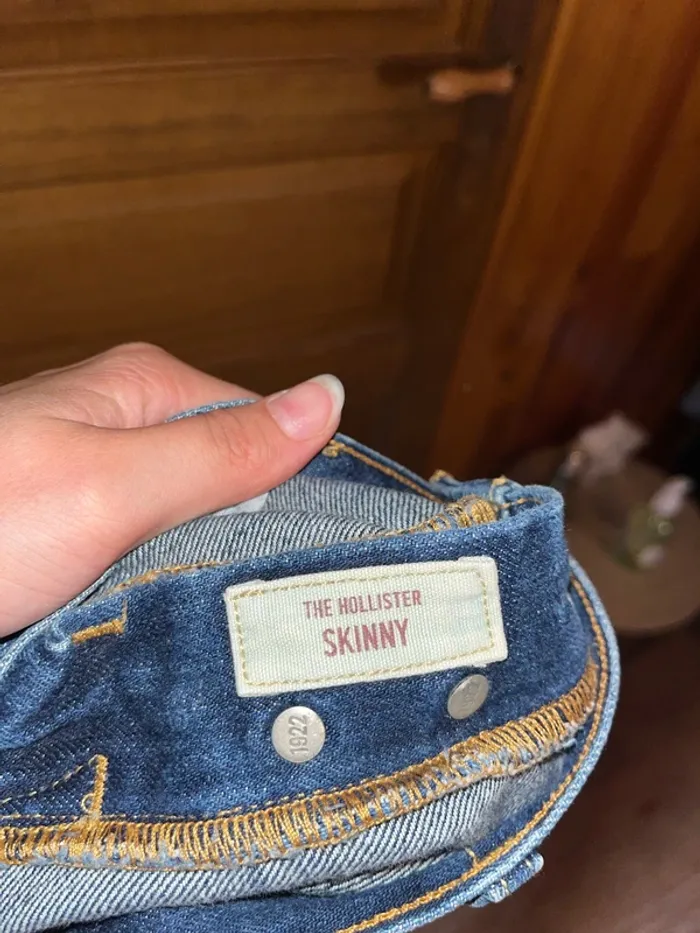 THE HOLLISTER
SKINNY
1922